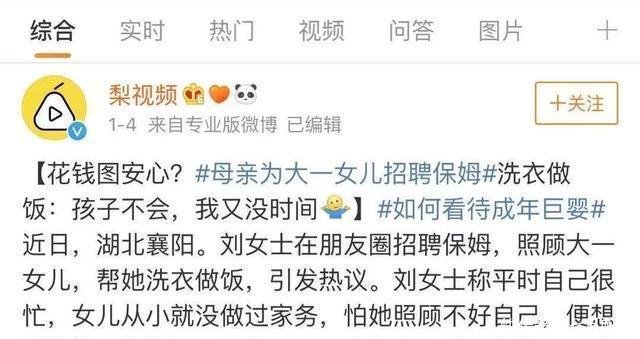 综合 实时 热门 视频 问答 图片 +
梨视频
+关注
1-4 来自专业版微博 已编辑
【花钱图安心？#母亲为大一女儿招聘保姆#洗衣做
饭：孩子不会，我又没时间🤷】#如何看待成年巨婴#
近日，湖北襄阳。刘女士在朋友圈招聘保姆，照顾大一
女儿，帮她洗衣做饭，引发热议。刘女士称平时自己很
忙，女儿从小就没做过家务，怕她照顾不好自己，便想